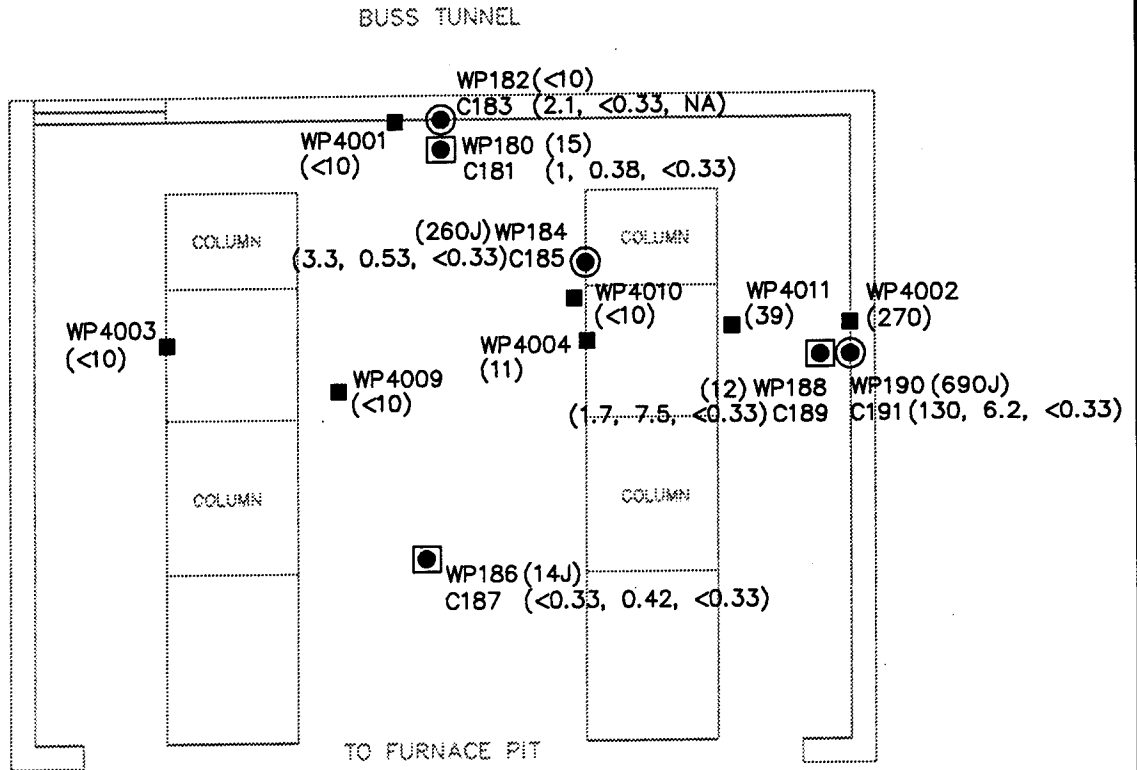 BUSS TUNNEL
WP182(<10)
C183 (2.1, <0.33, NA)
WP4001
(<10)
WP180 (15)
C181 (1, 0.38, <0.33)
COLUMN
(260J)WP184
(3.3, 0.53, <0.33)C185
COLUMN
WP4010
(<10)
WP4011
(39)
WP4002
(270)
WP4003
(<10)
WP4004
(11)
WP4009
(<10)
(12) WP188
(1.7, 7.5, <0.33) C189
WP190 (690J)
C191 (130, 6.2, <0.33)
COLUMN
COLUMN
WP186 (14J)
C187 (<0.33, 0.42, <0.33)
TO FURNACE PIT